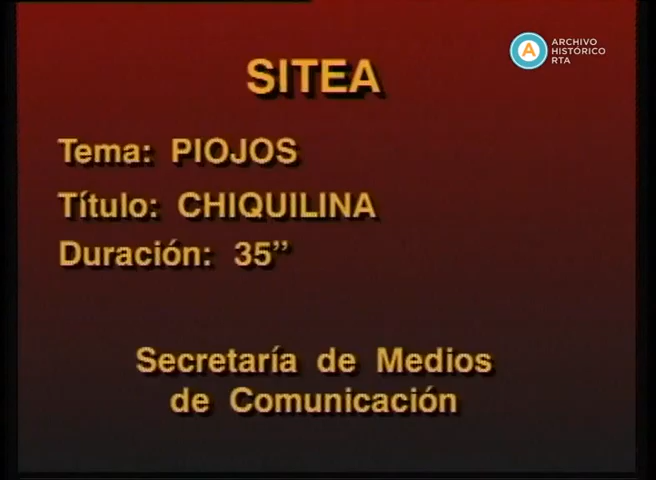 SITEA
A
ARCHIVO
HISTÓRICO
RTA
Tema: PIOJOS
Título: CHIQUILINA
Duración: 35”
Secretaría de Medios
de Comunicación